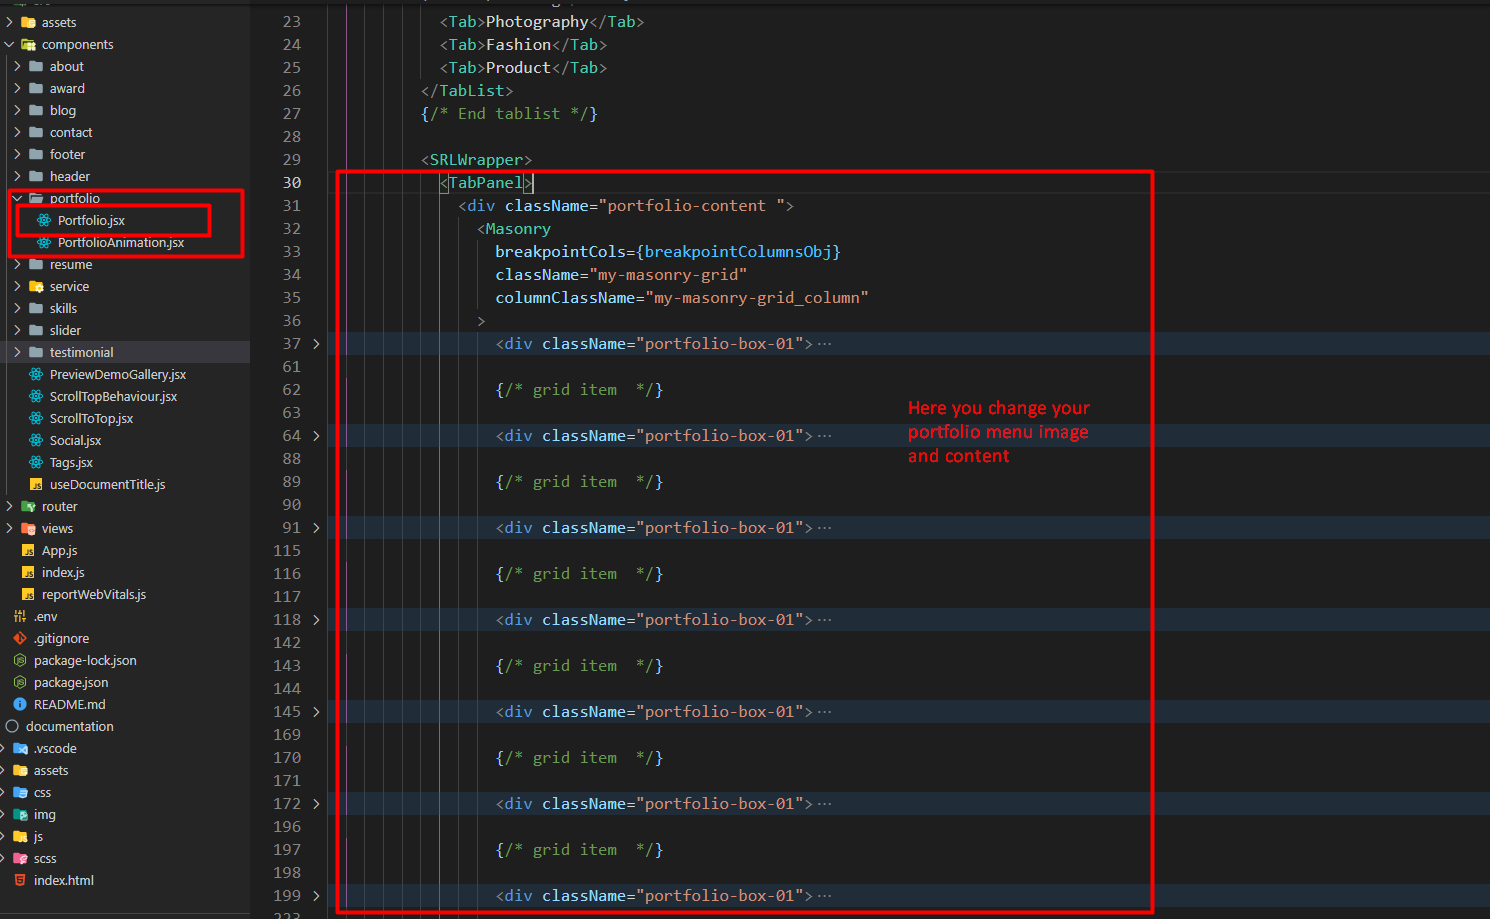 assets
components
about
award
blog
contact
footer
header
portfolio
Portfolio.jsx
PortfolioAnimation.jsx
resume
service
skills
slider
testimonial
PreviewDemoGallery.jsx
ScrollTopBehaviour.jsx
ScrollToTop.jsx
Social.jsx
Tags.jsx
useDocumentTitle.js
router
views
App.js
index.js
reportWebVitals.js
.env
.gitignore
package-lock.json
package.json
README.md
documentation
.vscode
assets
css
img
js
scss
index.html
23 <Tab>Photography</Tab>
24 <Tab>Fashion</Tab>
25 <Tab>Product</Tab>
26 </TabList>
27 {/* End tablist */}
28
29 <SRLWrapper>
30 <TabPanel>
31 <div className="portfolio-content ">
32 <Masonry
33 breakpointCols={breakpointColumnsObj}
34 className="my-masonry-grid"
35 columnClassName="my-masonry-grid_column"
36 >
37 <div className="portfolio-box-01">…
61
62 {/* grid item  */}
63
64 <div className="portfolio-box-01">…
88
89 {/* grid item  */}
90
91 <div className="portfolio-box-01">…
115
116 {/* grid item  */}
117
118 <div className="portfolio-box-01">…
142
143 {/* grid item  */}
144
145 <div className="portfolio-box-01">…
169
170 {/* grid item  */}
171
172 <div className="portfolio-box-01">…
196
197 {/* grid item  */}
198
199 <div className="portfolio-box-01">…
223
Here you change your
portfolio menu image
and content